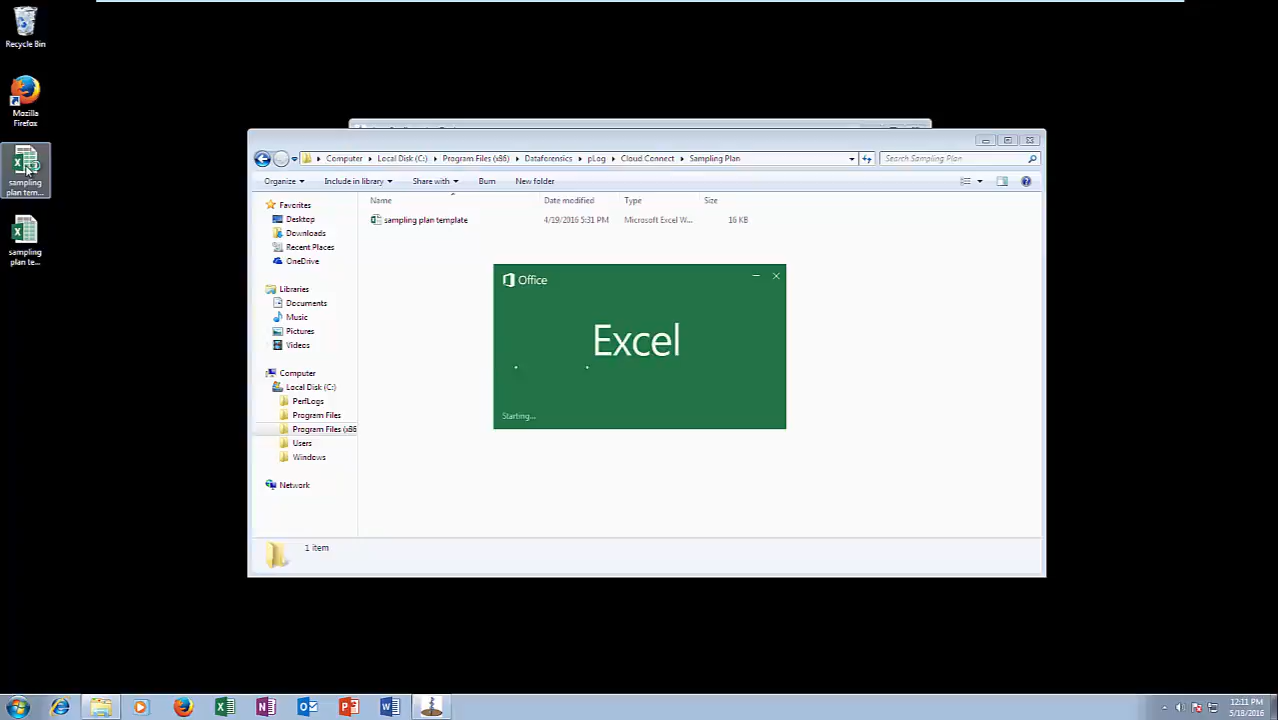 Recycle Bin
Mozilla
Firefox
sampling
plan tem...
sampling
plan te...
Computer
Local Disk (C:)
Program Files (x86)
Dataforensics
pLog
Cloud Connect
Sampling Plan
Search Sampling Plan
Organize
Include in library
Share with
Burn
New folder
Name
Date modified
Type
Size
sampling plan template
4/19/2016 5:31 PM
Microsoft Excel W...
16 KB
Favorites
Desktop
Downloads
Recent Places
OneDrive
Libraries
Documents
Music
Pictures
Videos
Computer
Local Disk (C:)
PerfLogs
Program Files
Program Files (x86
Users
Windows
Network
Office
Excel
Starting...
1 item
12:11 PM
5/18/2016